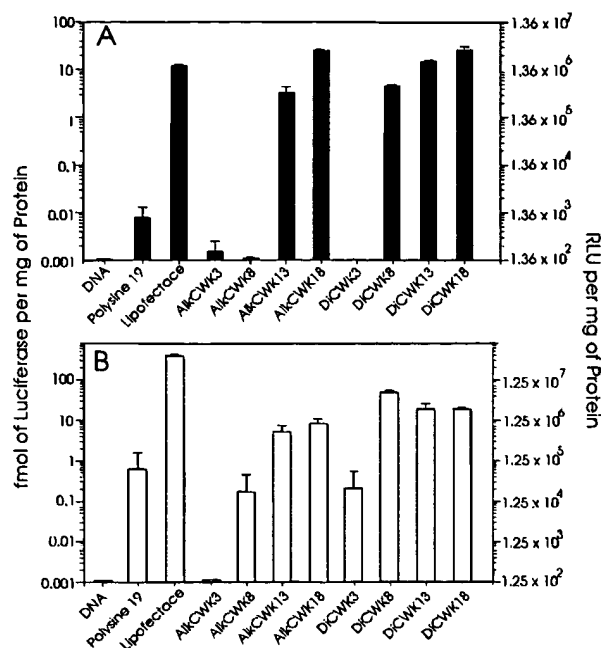 A
100
10
1
0.1
0.01
0.001
1.36 x 10⁷
1.36 x 10⁶
1.36 x 10⁵
1.36 x 10⁴
1.36 x 10³
1.36 x 10²
DNA
Polysine 19
Lipofectace
AlkCWK3
AlkCWK8
AlkCWK13
AlkCWK18
DiCWK3
DiCWK8
DiCWK13
DiCWK18
fmol of Luciferase per mg of Protein
RLU per mg of Protein
B
100
10
1
0.1
0.01
0.001
1.25 x 10⁷
1.25 x 10⁶
1.25 x 10⁵
1.25 x 10⁴
1.25 x 10³
1.25 x 10²
DNA
Polysine 19
Lipofectace
AlkCWK3
AlkCWK8
AlkCWK13
AlkCWK18
DiCWK3
DiCWK8
DiCWK13
DiCWK18